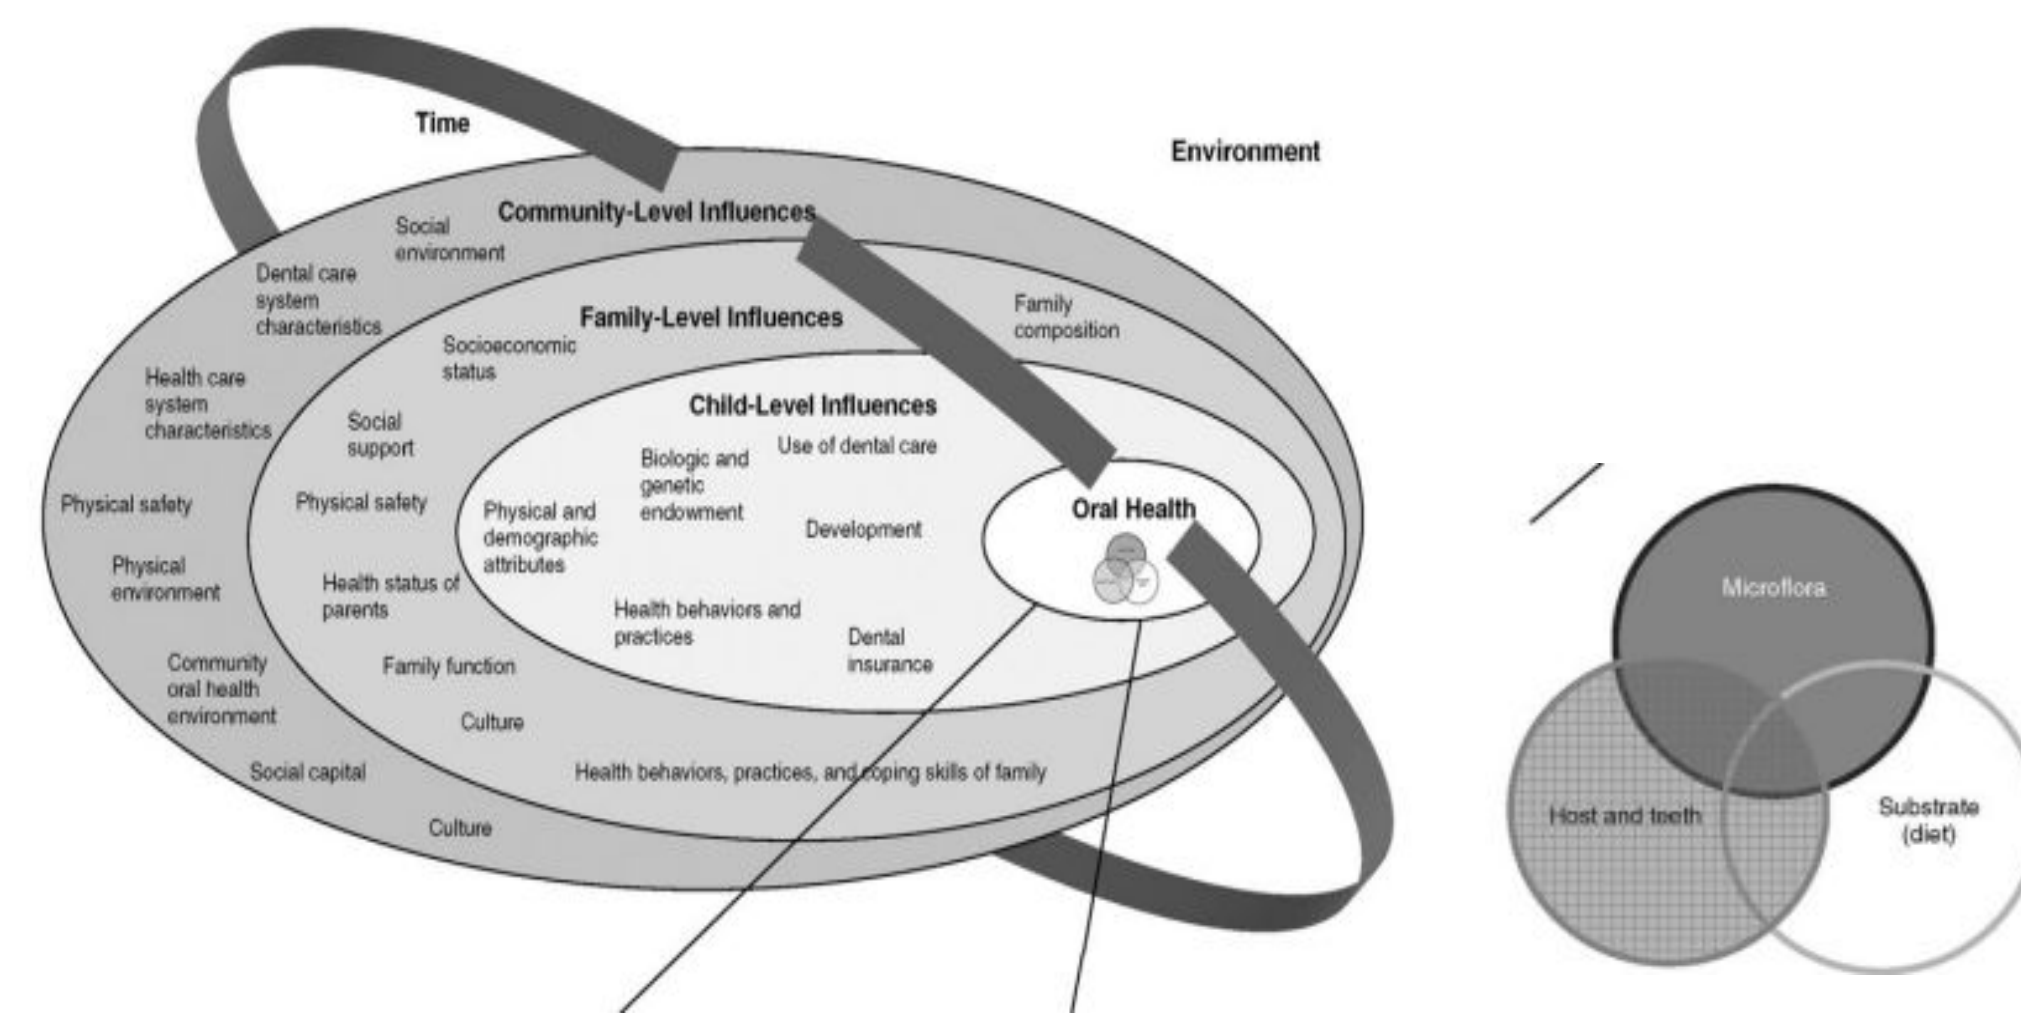 Time
Environment
Community-Level Influences
Social
environment
Dental care
system
characteristics
Health care
system
characteristics
Physical safety
Physical
environment
Community
oral health
environment
Social capital
Culture
Family-Level Influences
Family
composition
Socioeconomic
status
Social
support
Physical safety
Health status of
parents
Family function
Culture
Health behaviors, practices, and coping skills of family
Child-Level Influences
Use of dental care
Biologic and
genetic
endowment
Physical and
demographic
attributes
Development
Health behaviors and
practices
Dental
insurance
Oral Health
Microflora
Host and teeth
Substrate
(diet)